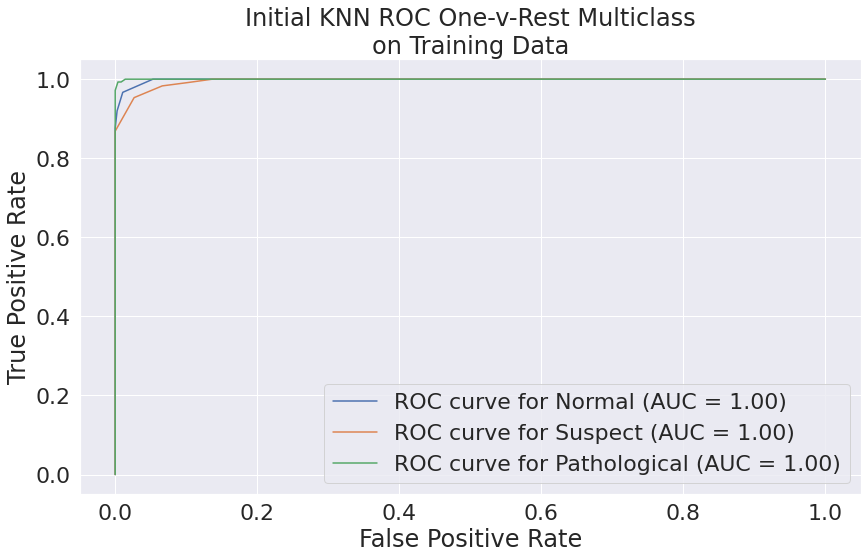 Initial KNN ROC One-v-Rest Multiclass
on Training Data
True Positive Rate
1.0
0.8
0.6
0.4
0.2
0.0
ROC curve for Normal (AUC = 1.00)
ROC curve for Suspect (AUC = 1.00)
ROC curve for Pathological (AUC = 1.00)
0.0 0.2 0.4 0.6 0.8 1.0
False Positive Rate